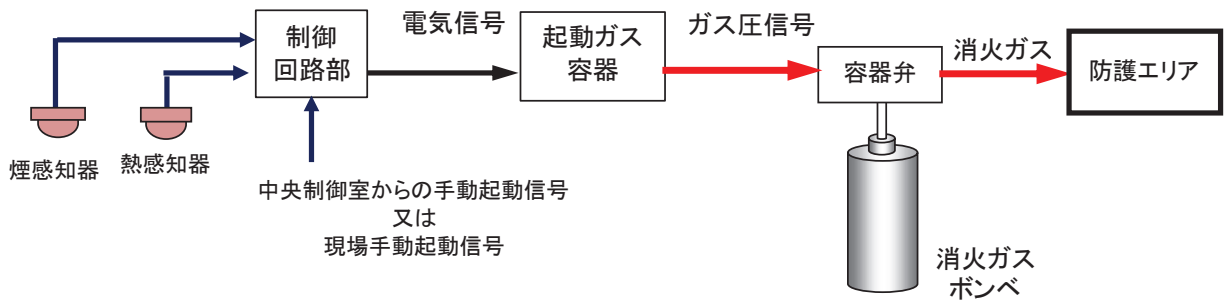 制御
回路部
電気信号
起動ガス
容器
ガス圧信号
容器弁
消火ガス
防護エリア
煙感知器
熱感知器
中央制御室からの手動起動信号
又は
現場手動起動信号
消火ガス
ボンベ